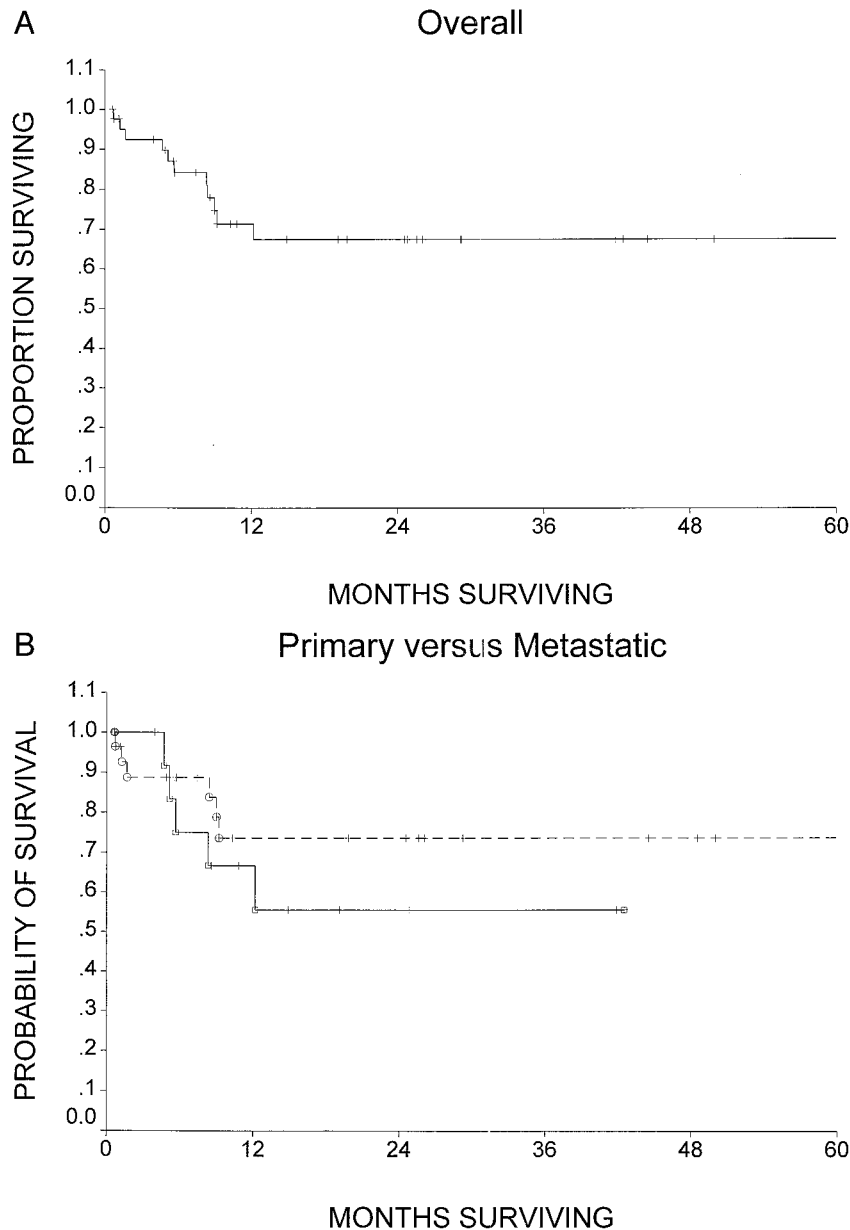 A
Overall
PROPORTION SURVIVING
1.1
1.0
.9
.8
.7
.6
.5
.4
.3
.2
.1
0.0
0 12 24 36 48 60
MONTHS SURVIVING
B
Primary versus Metastatic
PROBABILITY OF SURVIVAL
1.1
1.0
.9
.8
.7
.6
.5
.4
.3
.2
.1
0.0
0 12 24 36 48 60
MONTHS SURVIVING